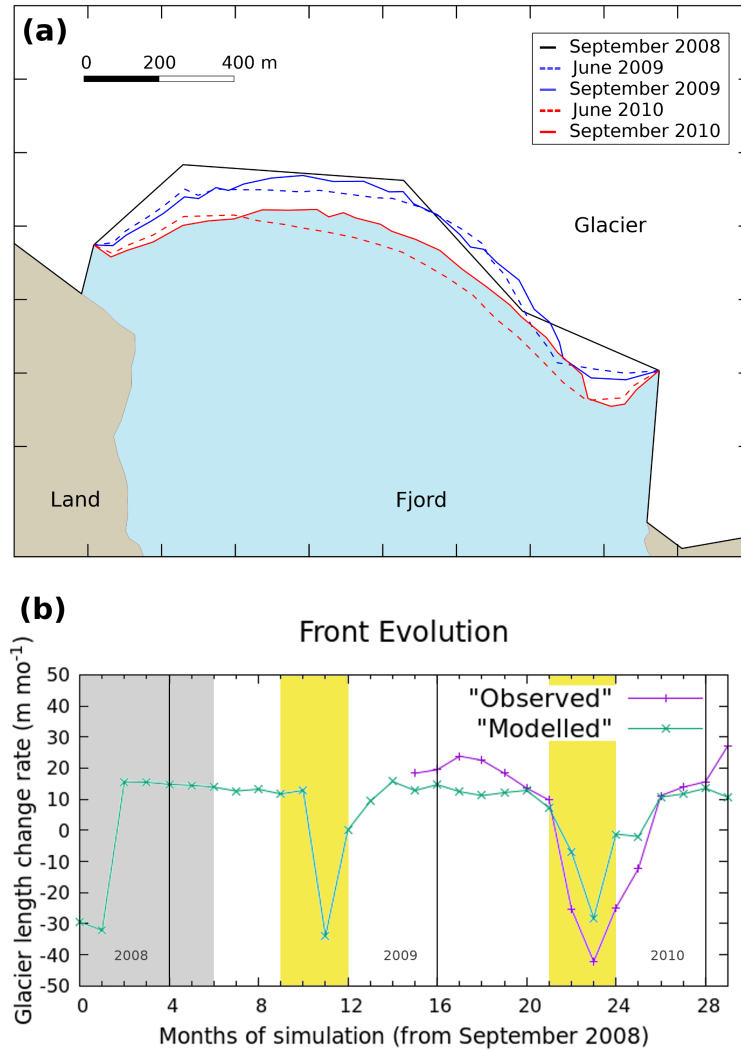 (a)
0 200 400 m
September 2008
June 2009
September 2009
June 2010
September 2010
Glacier
Land
Fjord
(b)
Front Evolution
Glacier length change rate (m mo⁻¹)
50
40
30
20
10
0
-10
-20
-30
-40
-50
"Observed"
"Modelled"
2008
2009
2010
0 4 8 12 16 20 24 28
Months of simulation (from September 2008)